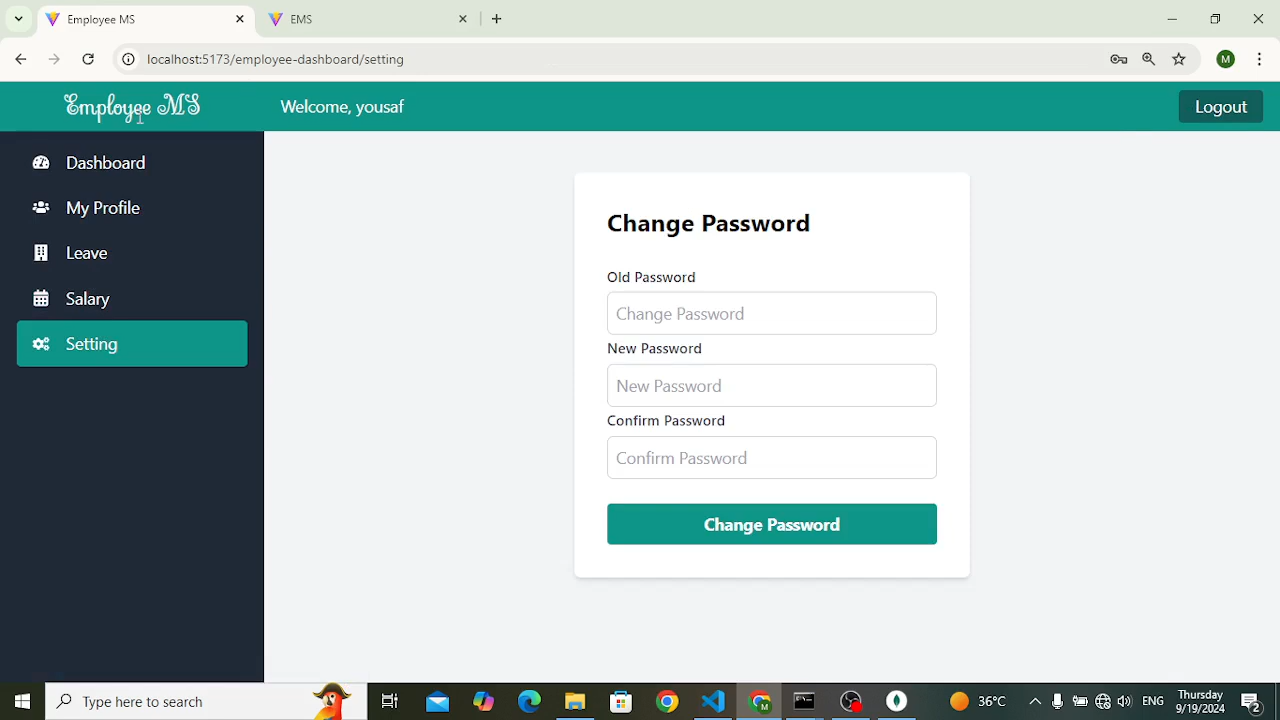 Employee MS
EMS
localhost:5173/employee-dashboard/setting
M
Employee MS
Welcome, yousaf
Logout
Dashboard
My Profile
Leave
Salary
Setting
Change Password
Old Password
Change Password
New Password
New Password
Confirm Password
Confirm Password
Change Password
Type here to search
36°C
ENG
Thursday
9/19/2024
2